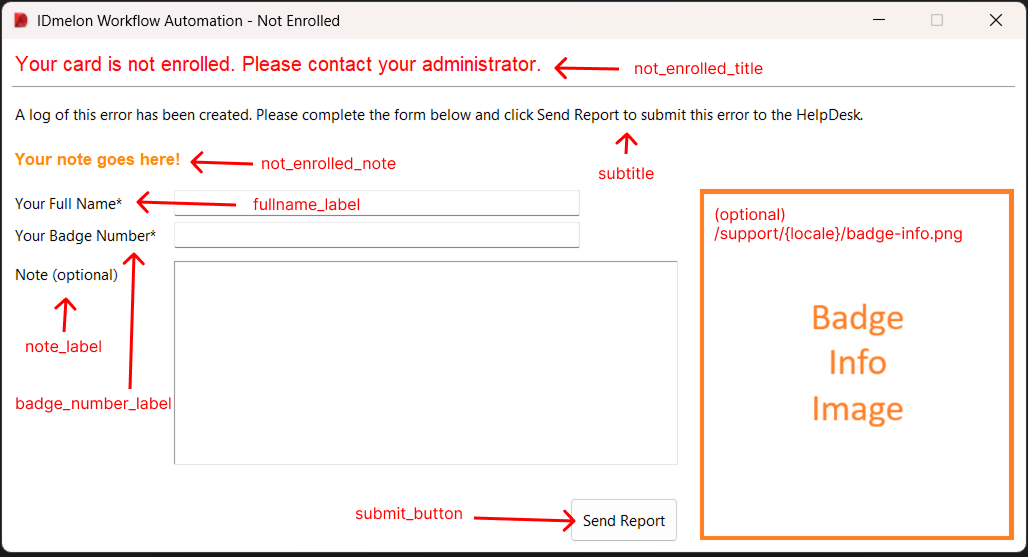 IDmelon Workflow Automation - Not Enrolled
Your card is not enrolled. Please contact your administrator.
not_enrolled_title
A log of this error has been created. Please complete the form below and click Send Report to submit this error to the HelpDesk.
subtitle
Your note goes here!
not_enrolled_note
Your Full Name*
fullname_label
Your Badge Number*
Note (optional)
note_label
badge_number_label
(optional)
/support/{locale}/badge-info.png
Badge
Info
Image
submit_button
Send Report